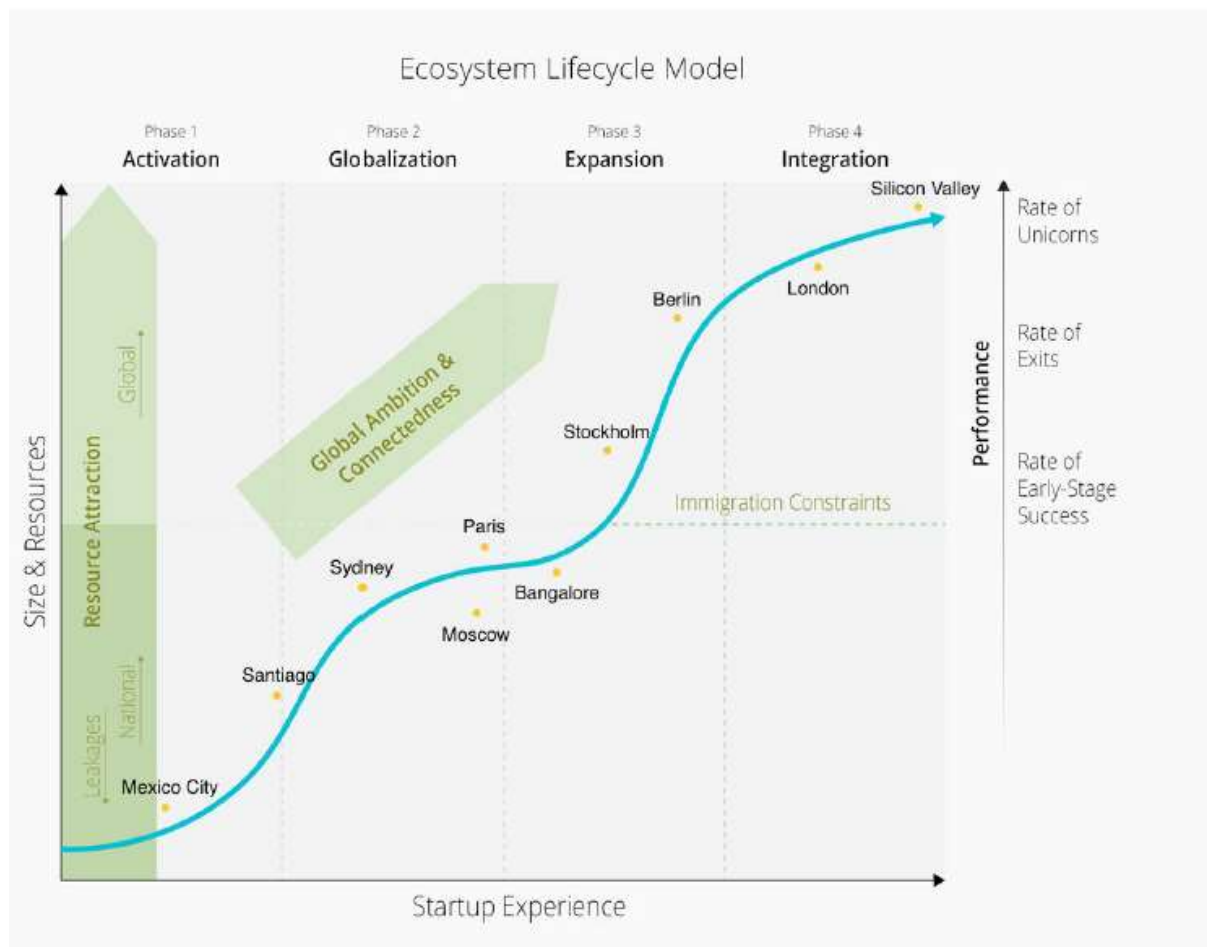 Ecosystem Lifecycle Model
Phase 1
Activation
Phase 2
Globalization
Phase 3
Expansion
Phase 4
Integration
Silicon Valley
Rate of
Unicorns
London
Berlin
Rate of
Exits
Performance
Global
Global Ambition &
Connectedness
Stockholm
Rate of
Early-Stage
Success
Immigration Constraints
Size & Resources
Resource Attraction
Paris
Sydney
Bangalore
Moscow
Santiago
National
Leakages
Mexico City
Startup Experience